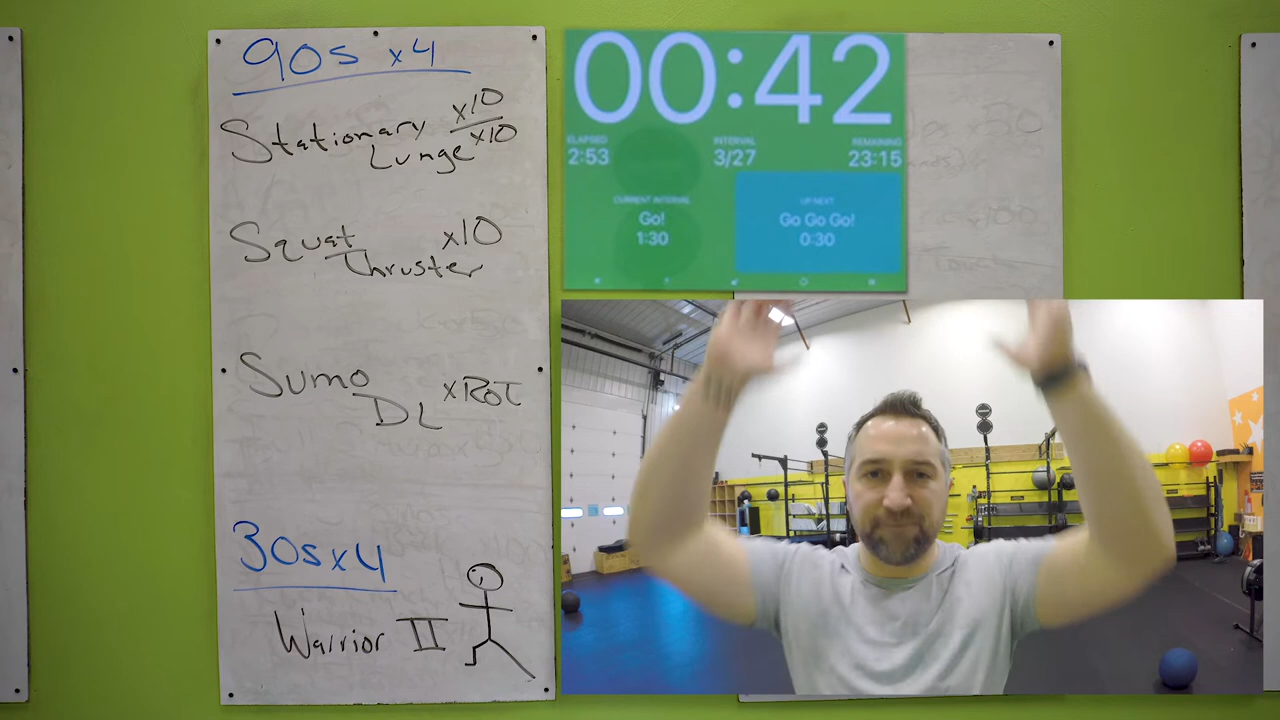 90s x4
Stationary x10
Lunge x10
Squat x10
Thruster
Sumo
DL xROT
30s x4
Warrior II
00:42
ELAPSED INTERVAL REMAINING
2:53 3/27 23:15
CURRENT INTERVAL
Go!
1:30
UP NEXT
Go Go Go!
0:30